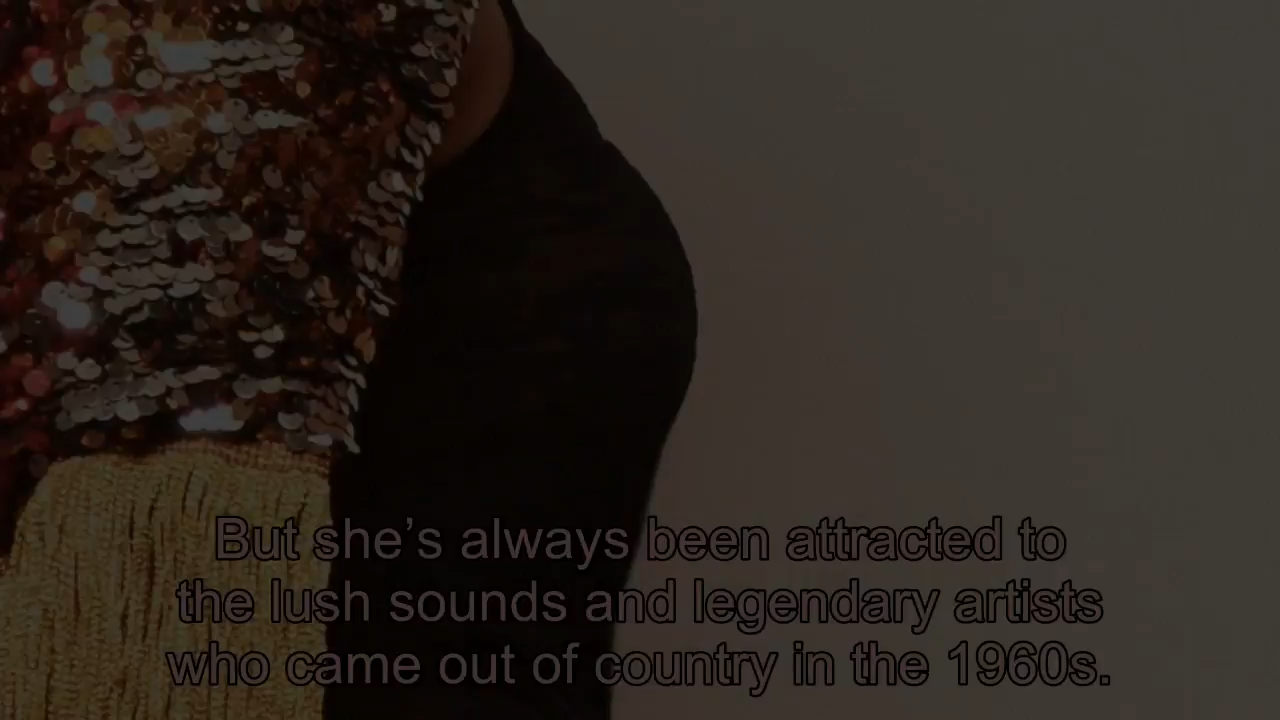 But she’s always been attracted to
the lush sounds and legendary artists
who came out of country in the 1960s.